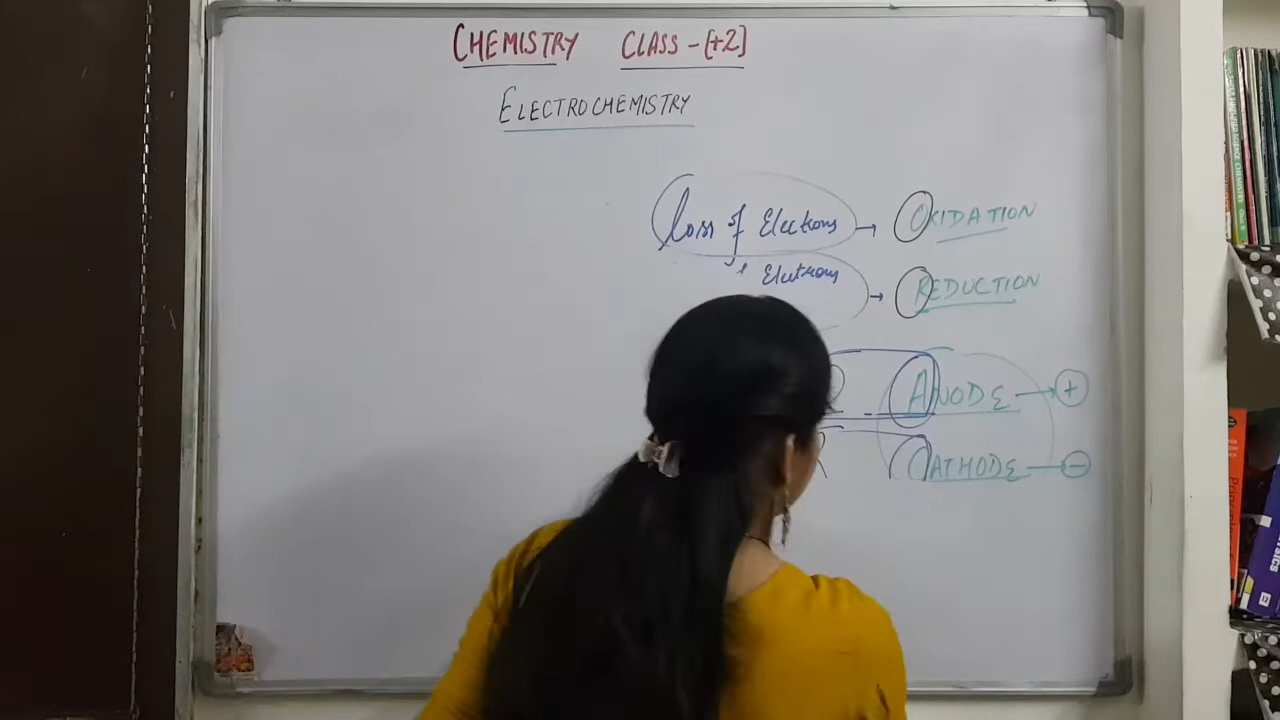 CHEMISTRY CLASS - [+2]
ELECTROCHEMISTRY
Loss of Electrons → OXIDATION
Electrons → REDUCTION
ANODE → +
CATHODE → -